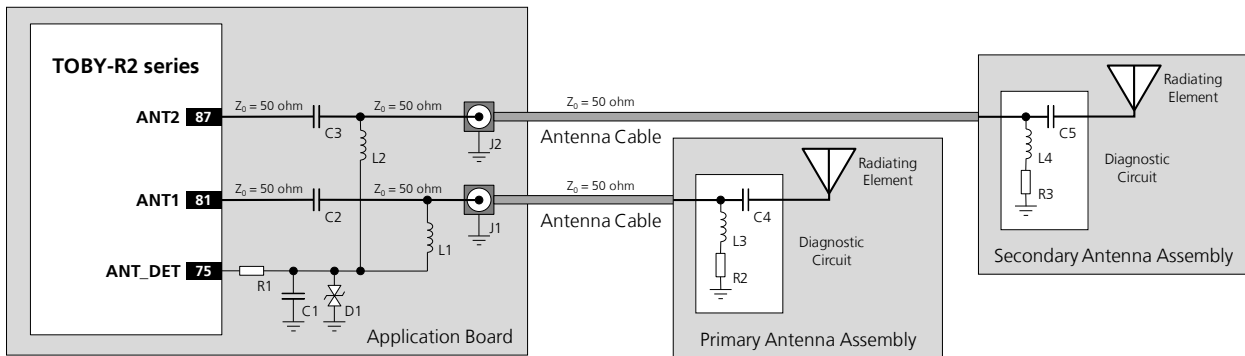 TOBY-R2 series
ANT2 87
Z₀ = 50 ohm
C3
Z₀ = 50 ohm
J2
L2
Antenna Cable
Z₀ = 50 ohm
ANT1 81
Z₀ = 50 ohm
C2
Z₀ = 50 ohm
J1
L1
Antenna Cable
Z₀ = 50 ohm
ANT_DET 75
R1
C1
D1
Application Board
Radiating
Element
C4
L3
R2
Diagnostic
Circuit
Primary Antenna Assembly
Radiating
Element
C5
L4
R3
Diagnostic
Circuit
Secondary Antenna Assembly